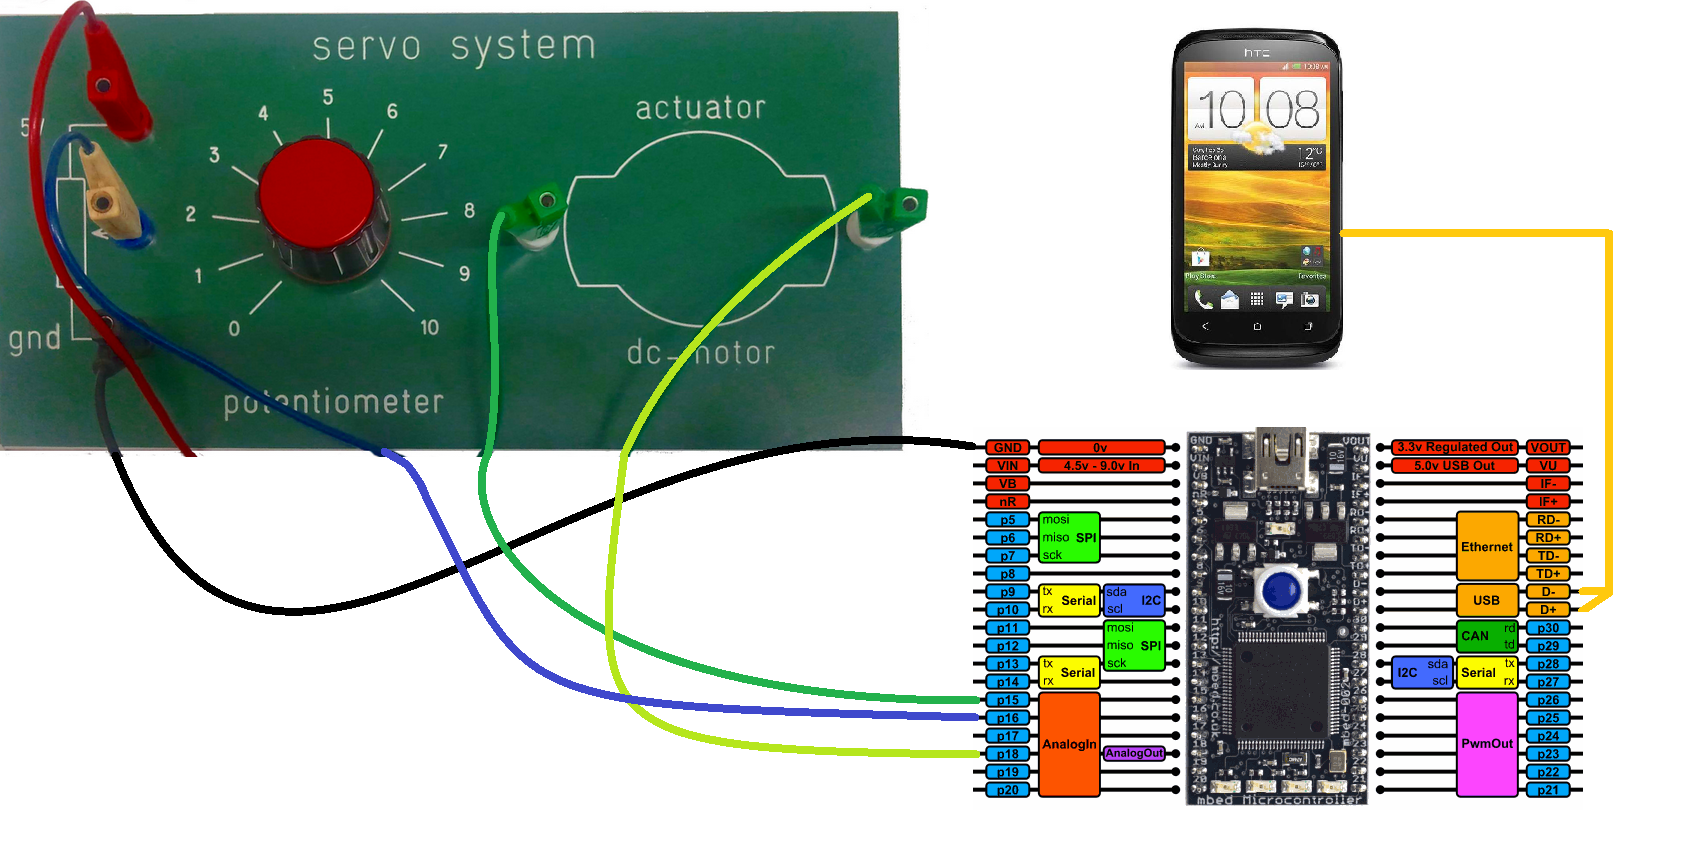 servo system
5
4
6
3
7
2
8
1
9
0
10
gnd
potentiometer
actuator
dc-motor
htc
10 08
Barcelona
12°C
Play Store
Favorites
GND 0v
VIN 4.5v - 9.0v In
VB
nR
p5 mosi
p6 miso SPI
p7 sck
p8
p9 tx Serial sda I2C
p10 rx scl
p11 mosi
p12 miso SPI
p13 tx Serial sck
p14 rx
p15
p16
p17
p18 AnalogIn AnalogOut
p19
p20
mbed Microcontroller
3.3v Regulated Out VOUT
5.0v USB Out VU
IF-
IF+
RD-
Ethernet RD+
TD-
TD+
USB D-
D+
CAN rd p30
td p29
I2C sda Serial tx p28
scl rx p27
p26
p25
p24
PwmOut p23
p22
p21